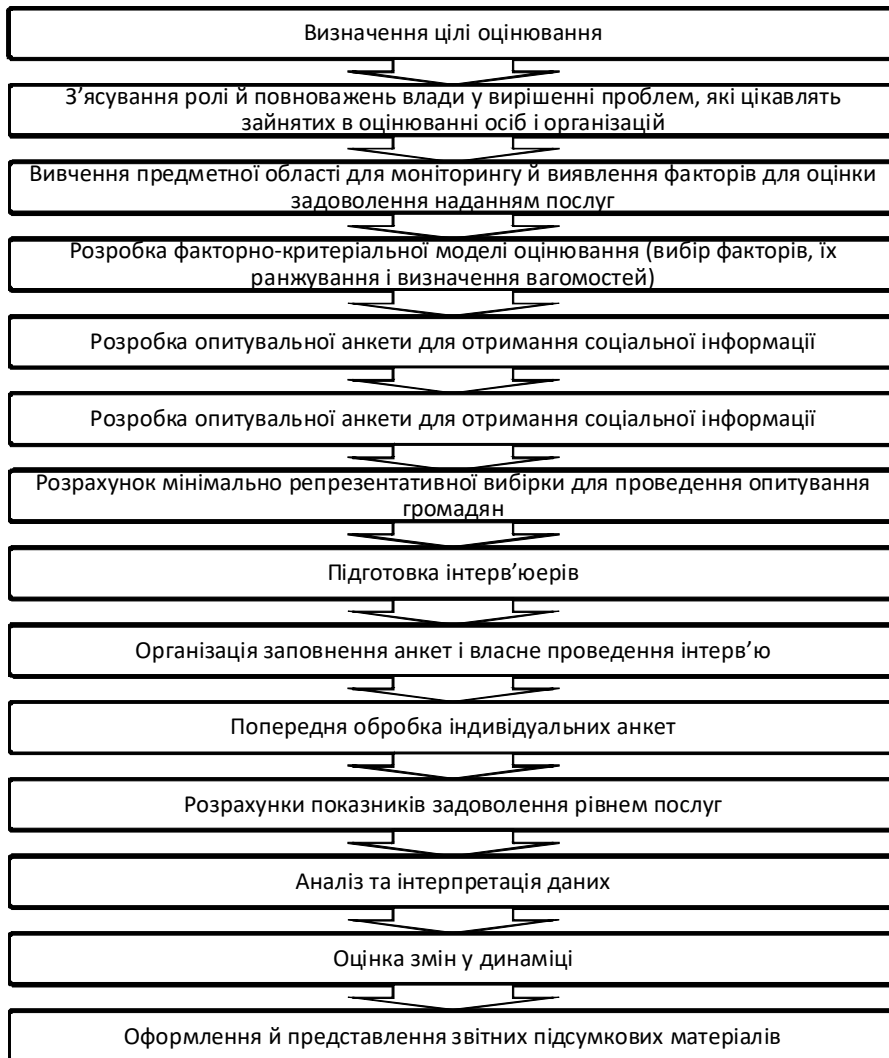 Визначення цілі оцінювання
З’ясування ролі й повноважень влади у вирішенні проблем, які цікавлять
зайнятих в оцінюванні осіб і організацій
Вивчення предметної області для моніторингу й виявлення факторів для оцінки
задоволення наданням послуг
Розробка факторно-критеріальної моделі оцінювання (вибір факторів, їх
ранжування і визначення вагомостей)
Розробка опитувальної анкети для отримання соціальної інформації
Розробка опитувальної анкети для отримання соціальної інформації
Розрахунок мінімально репрезентативної вибірки для проведення опитування
громадян
Підготовка інтерв’юерів
Організація заповнення анкет і власне проведення інтерв’ю
Попередня обробка індивідуальних анкет
Розрахунки показників задоволення рівнем послуг
Аналіз та інтерпретація даних
Оцінка змін у динаміці
Оформлення й представлення звітних підсумкових матеріалів